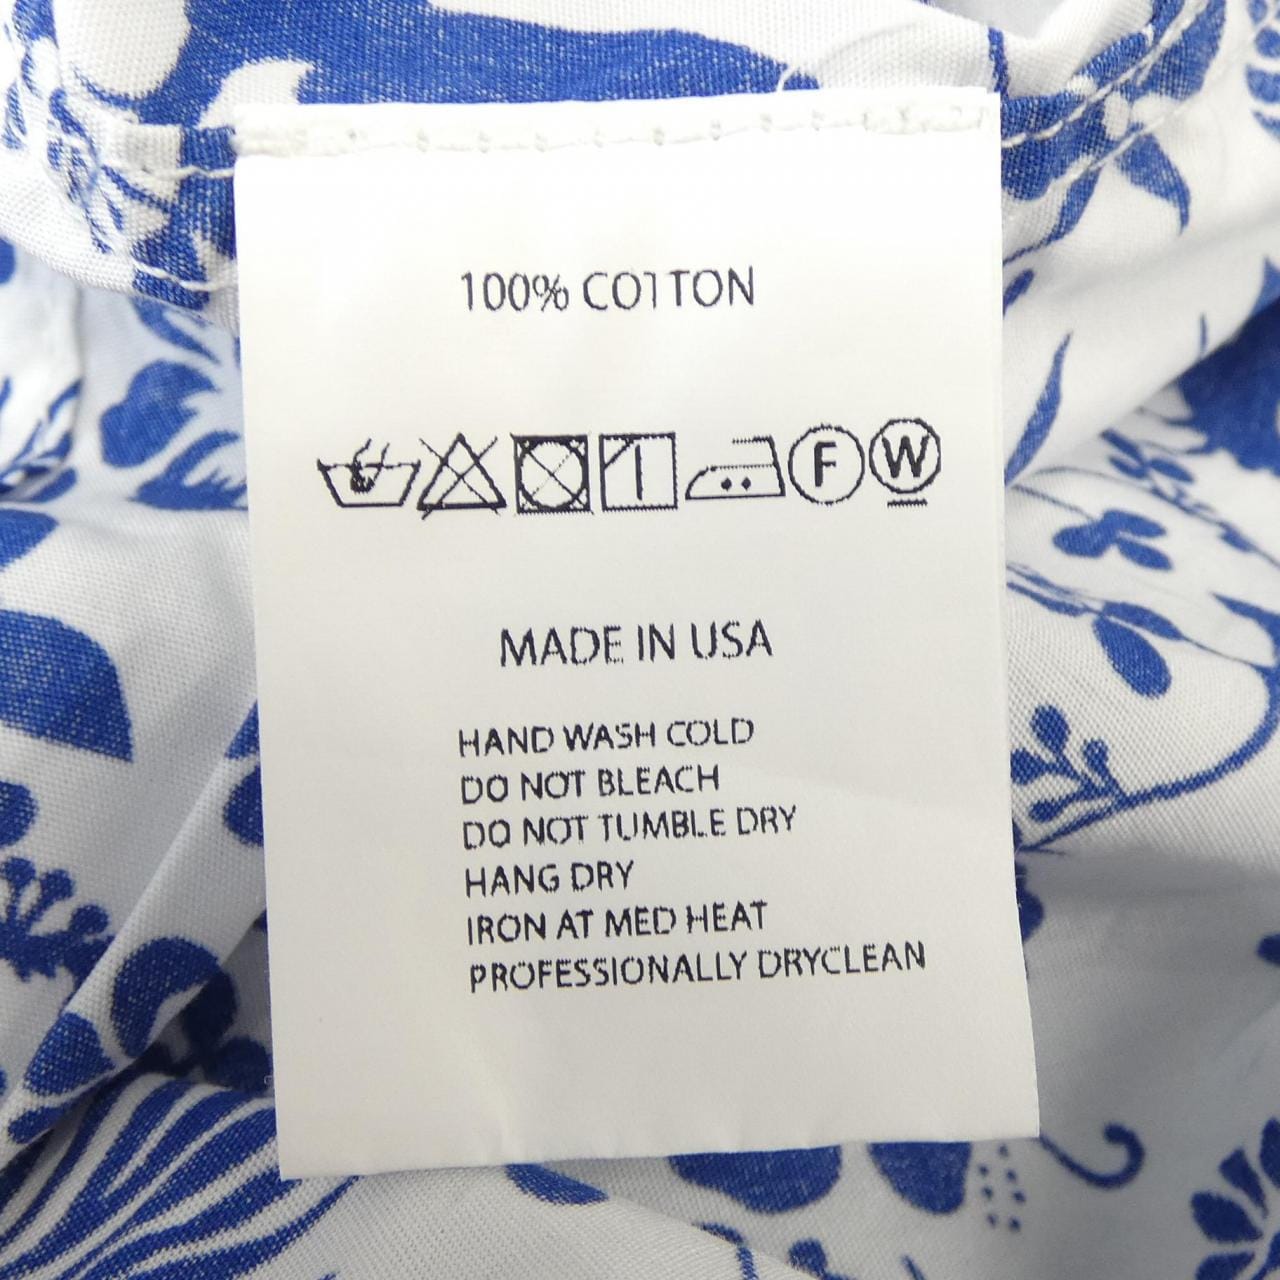 100% COTTON
F W
MADE IN USA
HAND WASH COLD
DO NOT BLEACH
DO NOT TUMBLE DRY
HANG DRY
IRON AT MED HEAT
PROFESSIONALLY DRYCLEAN